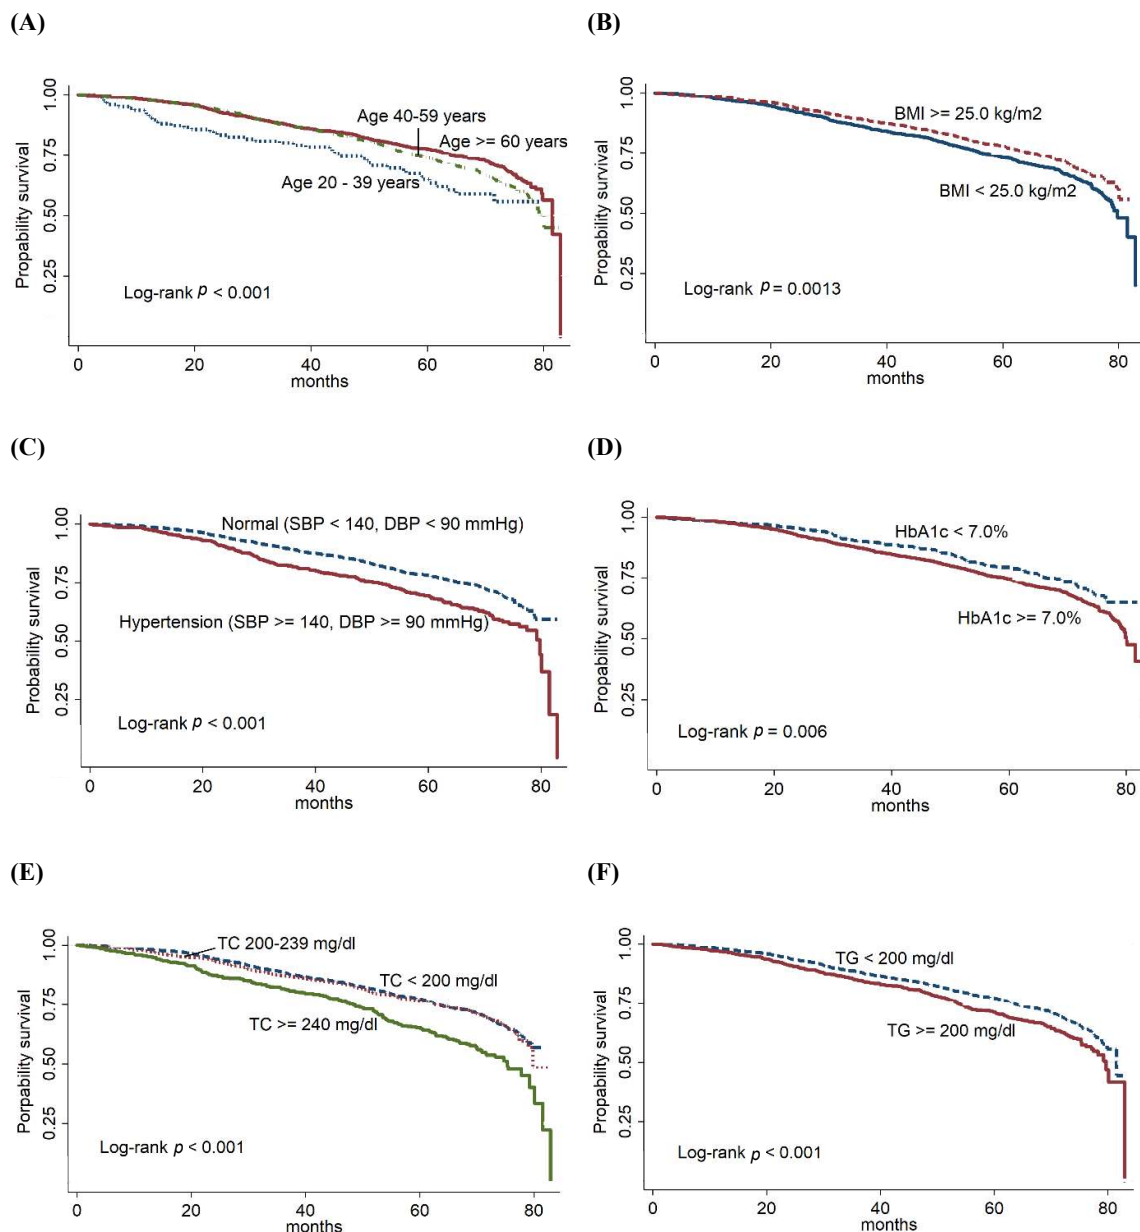 (A)
Propability survival
1.00
0.75
0.50
0.25
Age 40-59 years
Age >= 60 years
Age 20 - 39 years
Log-rank p < 0.001
0 20 40 60 80
months
(B)
Propability survival
1.00
0.75
0.50
0.25
BMI >= 25.0 kg/m2
BMI < 25.0 kg/m2
Log-rank p = 0.0013
0 20 40 60 80
months
(C)
Probability survival
1.00
0.75
0.50
0.25
Normal (SBP < 140, DBP < 90 mmHg)
Hypertension (SBP >= 140, DBP >= 90 mmHg)
Log-rank p < 0.001
0 20 40 60 80
months
(D)
Propability survival
1.00
0.75
0.50
0.25
HbA1c < 7.0%
HbA1c >= 7.0%
Log-rank p = 0.006
0 20 40 60 80
months
(E)
Porpability survival
1.00
0.75
0.50
0.25
TC 200-239 mg/dl
TC < 200 mg/dl
TC >= 240 mg/dl
Log-rank p < 0.001
0 20 40 60 80
months
(F)
Propability survival
1.00
0.75
0.50
0.25
TG < 200 mg/dl
TG >= 200 mg/dl
Log-rank p < 0.001
0 20 40 60 80
months